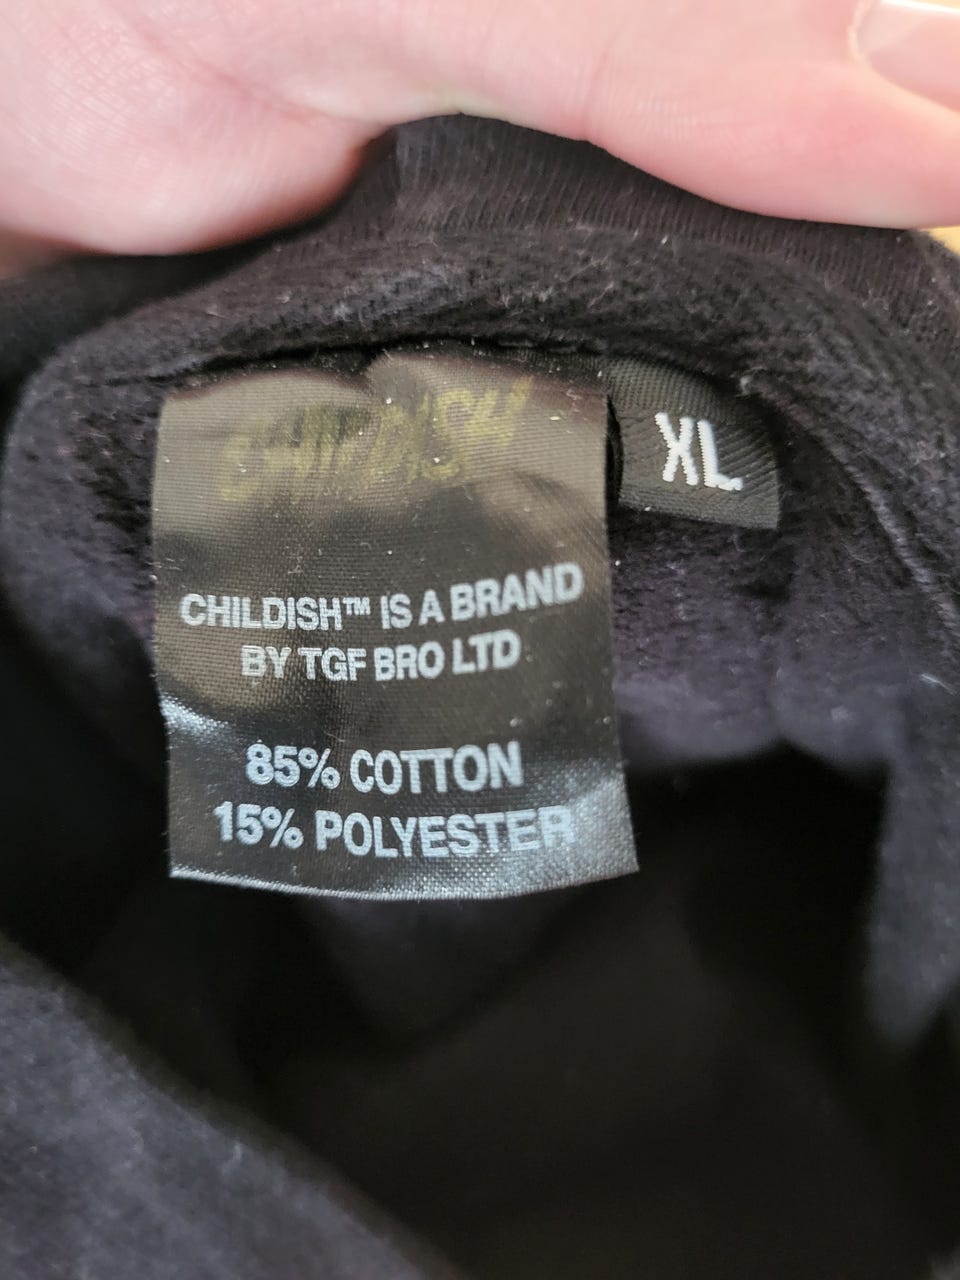 CHILDISH
XL
CHILDISH™ IS A BRAND
BY TGF BRO LTD
85% COTTON
15% POLYESTER